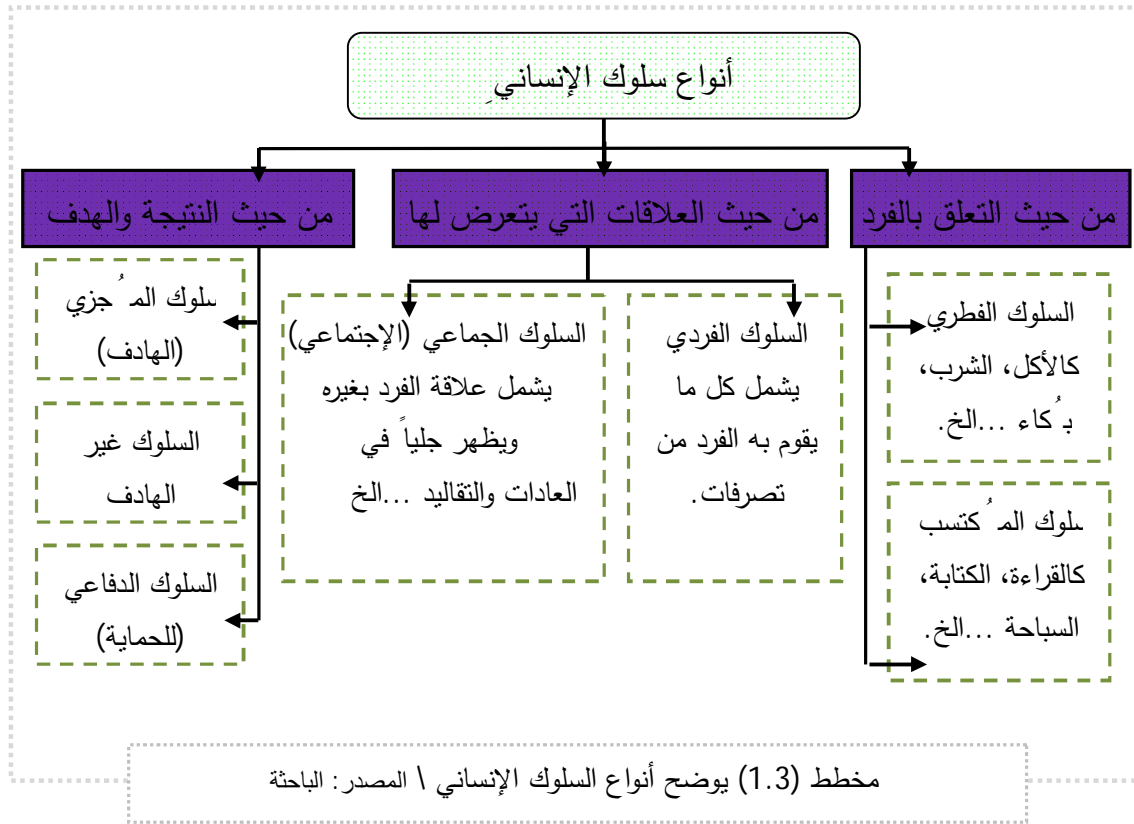 أنواع سلوك الإنسانيِ
من حيث التعلق بالفرد
من حيث العلاقات التي يتعرض لها
من حيث النتيجة والهدف
السلوك الفطري
كالأكل، الشرب،
بُكاء ...الخ.
سلوك المُكتسب
كالقراءة، الكتابة،
السباحة ...الخ.
السلوك الفردي
يشمل كل ما
يقوم به الفرد من
تصرفات.
السلوك الجماعي (الإجتماعي)
يشمل علاقة الفرد بغيره
ويظهر جلياً في
العادات والتقاليد ...الخ
سلوك المُجزي
(الهادف)
السلوك غير
الهادف
السلوك الدفاعي
(للحماية)
مخطط (1.3) يوضح أنواع السلوك الإنساني \ المصدر: الباحثة